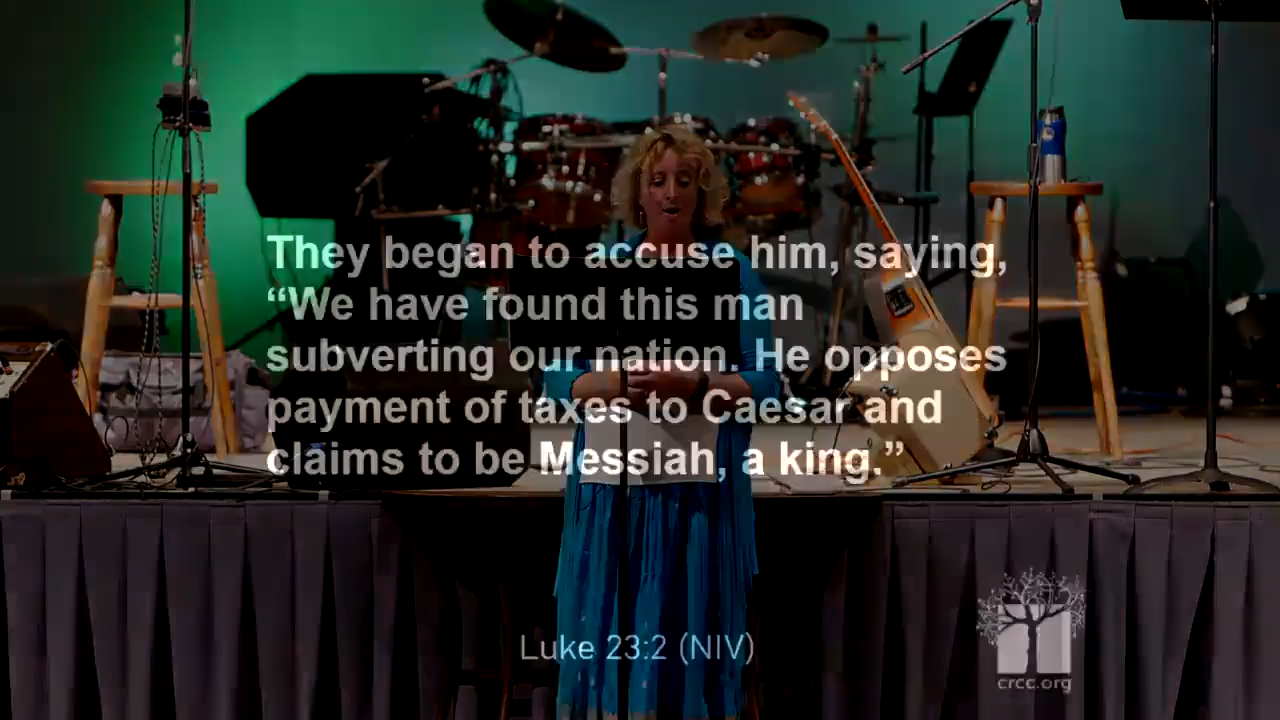 They began to accuse him, saying,
“We have found this man
subverting our nation. He opposes
payment of taxes to Caesar and
claims to be Messiah, a king.”
Luke 23:2 (NIV)
crcc.org